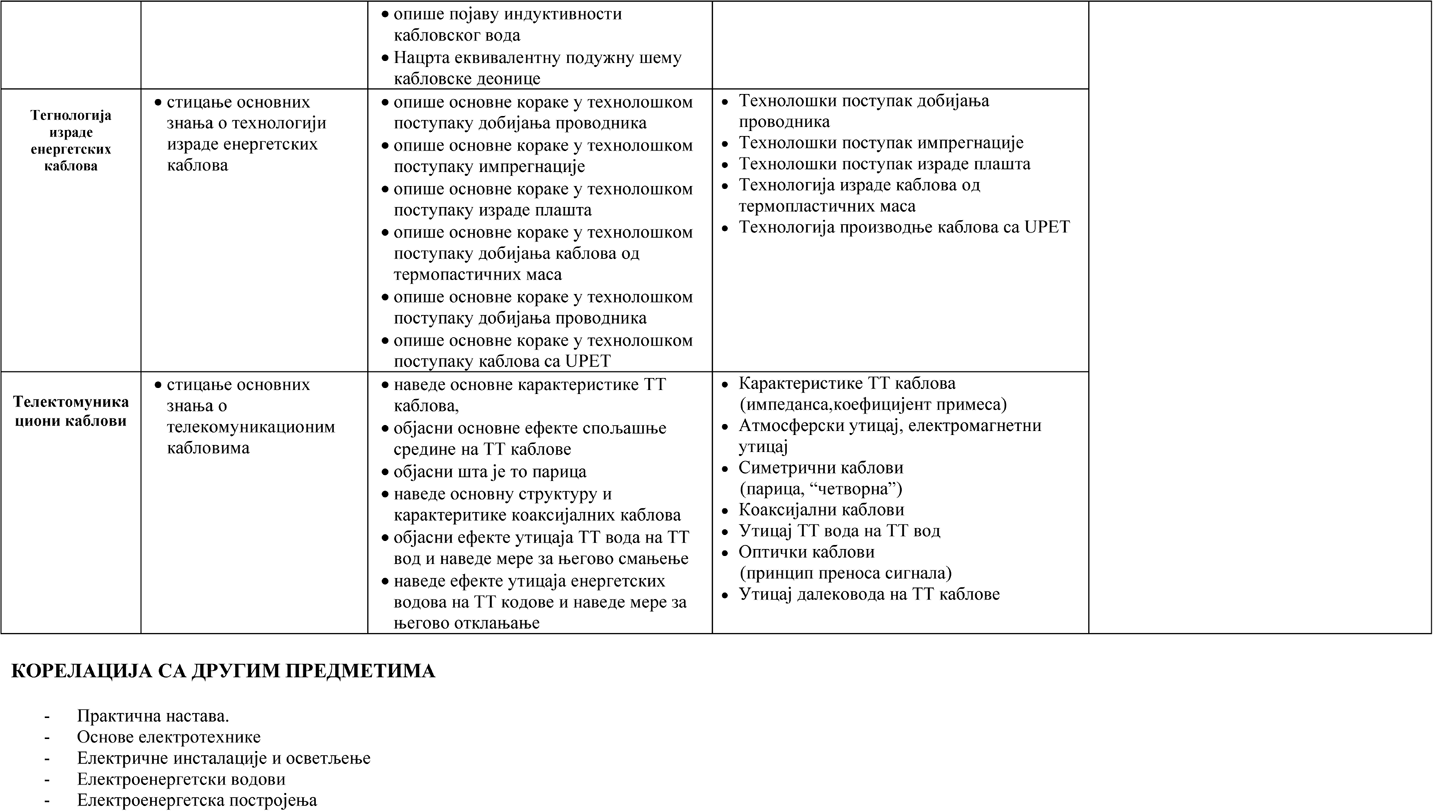 • опише појаву индуктивности
кабловског вода
• Нацрта еквивалентну подужну шему
кабловске деонице
Тегнологија
израде
енергетских
каблова
• стицање основних
знања о технологији
израде енергетских
каблова
• опише основне кораке у технолошком
поступаку добијања проводника
• опише основне кораке у технолошком
поступаку импрегнације
• опише основне кораке у технолошком
поступаку израде плашта
• опише основне кораке у технолошком
поступаку добијања каблова од
термопастичних маса
• опише основне кораке у технолошком
поступаку добијања проводника
• опише основне кораке у технолошком
поступаку каблова са UPET
• Технолошки поступак добијања
проводника
• Технолошки поступак импрегнације
• Технолошки поступак израде плашта
• Технологија израде каблова од
термопластичних маса
• Технологија производње каблова са UPET
Телектомуника
циони каблови
• стицање основних
знања о
телекомуникационим
кабловима
• наведе основне карактеристике ТТ
каблова,
• објасни основне ефекте спољашње
средине на ТТ каблове
• објасни шта је то парица
• наведе основну структуру и
карактеритике коаксијалних каблова
• објасни ефекте утицаја ТТ вода на ТТ
вод и наведе мере за његово смањење
• наведе ефекте утицаја енергетских
водова на ТТ кодове и наведе мере за
његово отклањање
• Карактеристике ТТ каблова
(импеданса,коефицијент примеса)
• Атмосферски утицај, електромагнетни
утицај
• Симетрични каблови
(парица, “четворна”)
• Коаксијални каблови
• Утицај ТТ вода на ТТ вод
• Оптички каблови
(принцип преноса сигнала)
• Утицај далековода на ТТ каблове
КОРЕЛАЦИЈА СА ДРУГИМ ПРЕДМЕТИМА
- Практична настава.
- Основе електротехнике
- Електричне инсталације и осветљење
- Електроенергетски водови
- Електроенергетска постројења